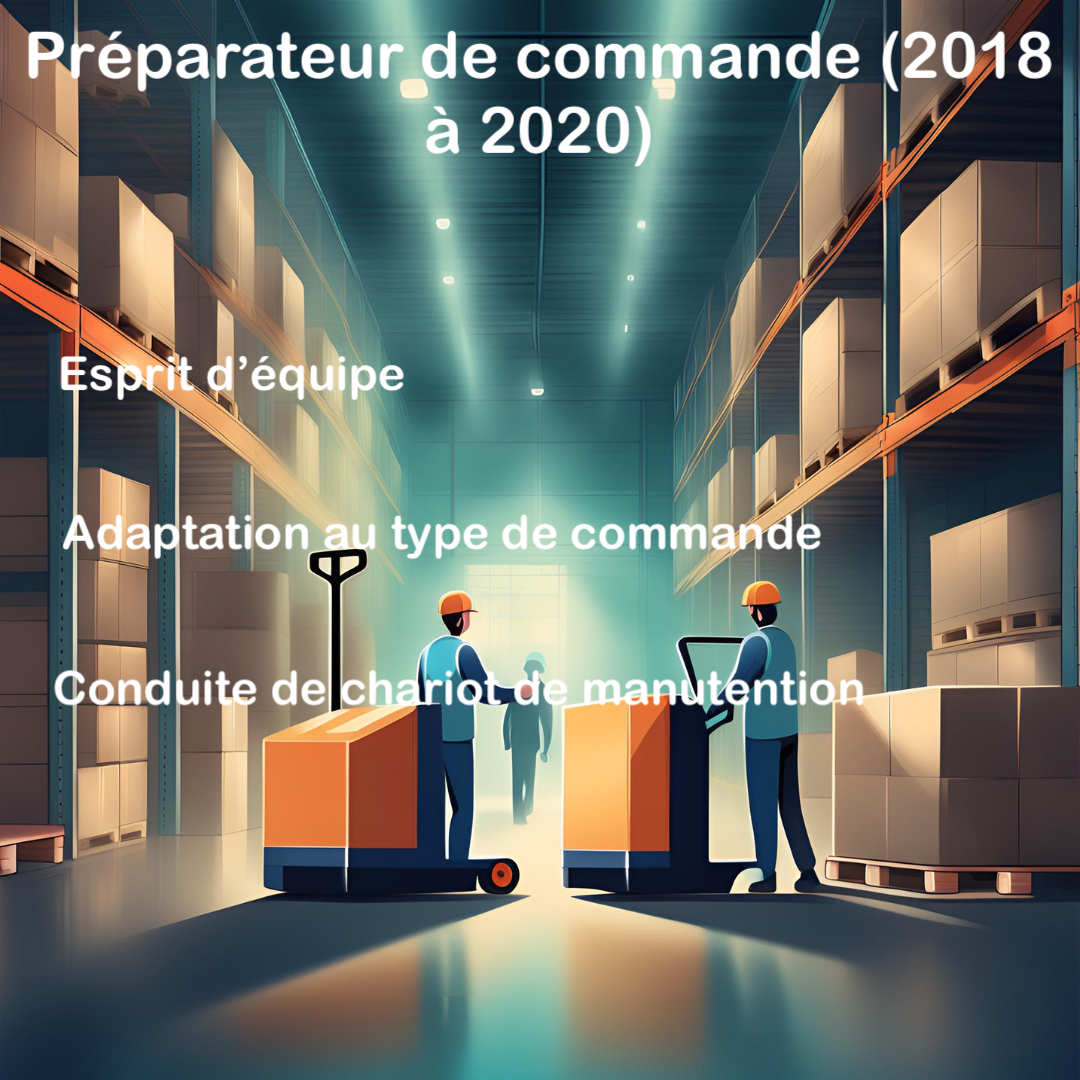 Préparateur de commande (2018
à 2020)
Esprit d’équipe
Adaptation au type de commande
Conduite de chariot de manutention